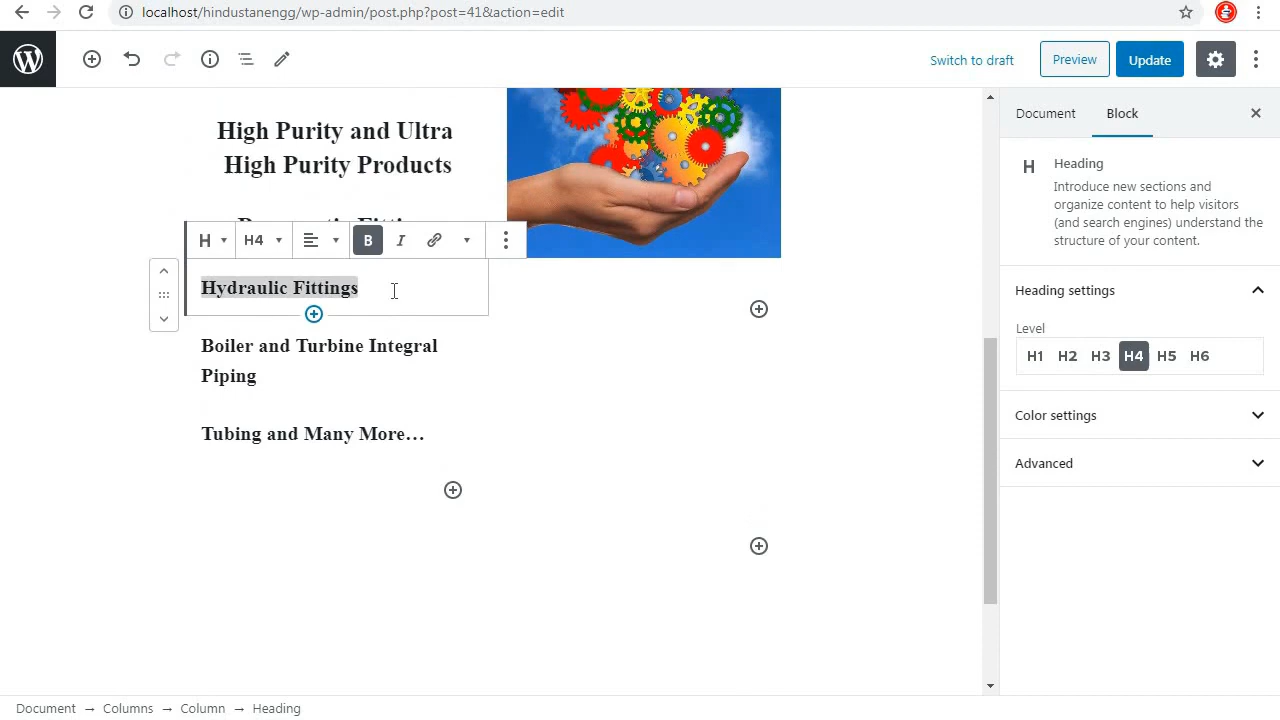 localhost/hindustanengg/wp-admin/post.php?post=41&action=edit
Switch to draft
Preview
Update
Document
Block
High Purity and Ultra
High Purity Products
H
Heading
Introduce new sections and
organize content to help visitors
(and search engines) understand the
structure of your content.
H
H4
B
I
Hydraulic Fittings
Heading settings
Level
H1 H2 H3 H4 H5 H6
Boiler and Turbine Integral
Piping
Color settings
Tubing and Many More...
Advanced
Document → Columns → Column → Heading